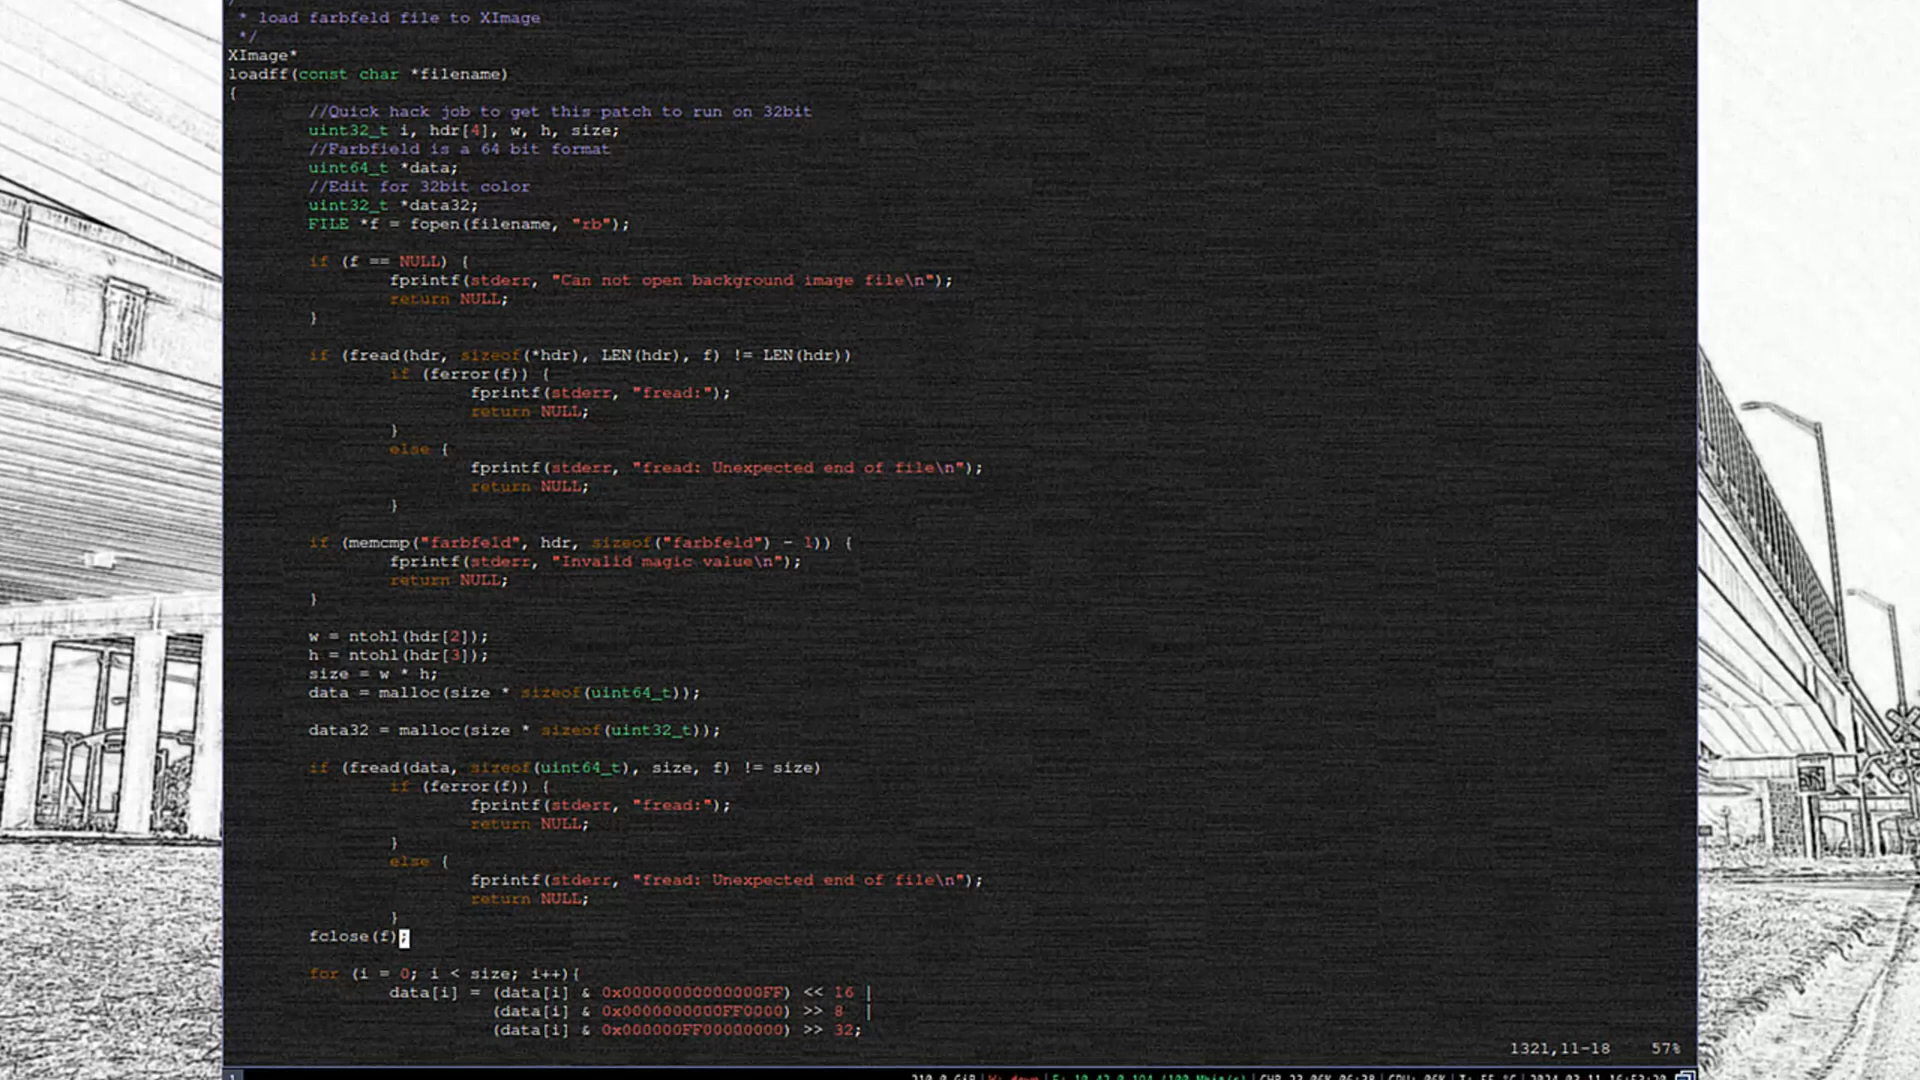 * load farbfeld file to XImage
*/
XImage*
loadff(const char *filename)
{
//Quick hack job to get this patch to run on 32bit
uint32_t i, hdr[4], w, h, size;
//Farbfield is a 64 bit format
uint64_t *data;
//Edit for 32bit color
uint32_t *data32;
FILE *f = fopen(filename, "rb");
if (f == NULL) {
fprintf(stderr, "Can not open background image file\n");
return NULL;
}
if (fread(hdr, sizeof(*hdr), LEN(hdr), f) != LEN(hdr))
if (ferror(f)) {
fprintf(stderr, "fread:");
return NULL;
}
else {
fprintf(stderr, "fread: Unexpected end of file\n");
return NULL;
}
if (memcmp("farbfeld", hdr, sizeof("farbfeld") - 1)) {
fprintf(stderr, "Invalid magic value\n");
return NULL;
}
w = ntohl(hdr[2]);
h = ntohl(hdr[3]);
size = w * h;
data = malloc(size * sizeof(uint64_t));
data32 = malloc(size * sizeof(uint32_t));
if (fread(data, sizeof(uint64_t), size, f) != size)
if (ferror(f)) {
fprintf(stderr, "fread:");
return NULL;
}
else {
fprintf(stderr, "fread: Unexpected end of file\n");
return NULL;
}
fclose(f);
for (i = 0; i < size; i++){
data[i] = (data[i] & 0x00000000000000FF) << 16 |
(data[i] & 0x0000000000FF0000) >> 8 |
(data[i] & 0x000000FF00000000) >> 32;
1321,11-18 57%